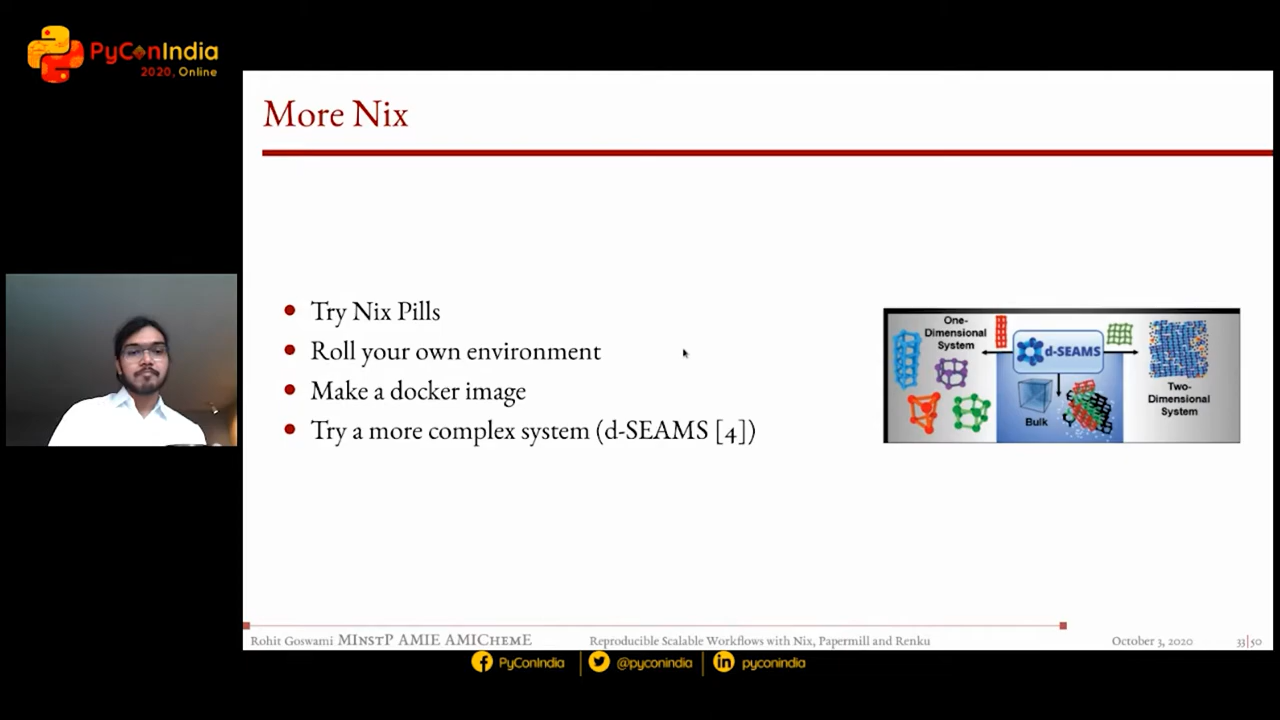 PyConIndia
2020, Online
More Nix
Try Nix Pills
Roll your own environment
Make a docker image
Try a more complex system (d-SEAMS [4])
One-
Dimensional
System
d-SEAMS
Two-
Dimensional
System
Bulk
Rohit Goswami MInstP AMIE AMIChemE
Reproducible Scalable Workflows with Nix, Papermill and Renku
October 3, 2020
33|50
PyConIndia
@pyconindia
pyconindia